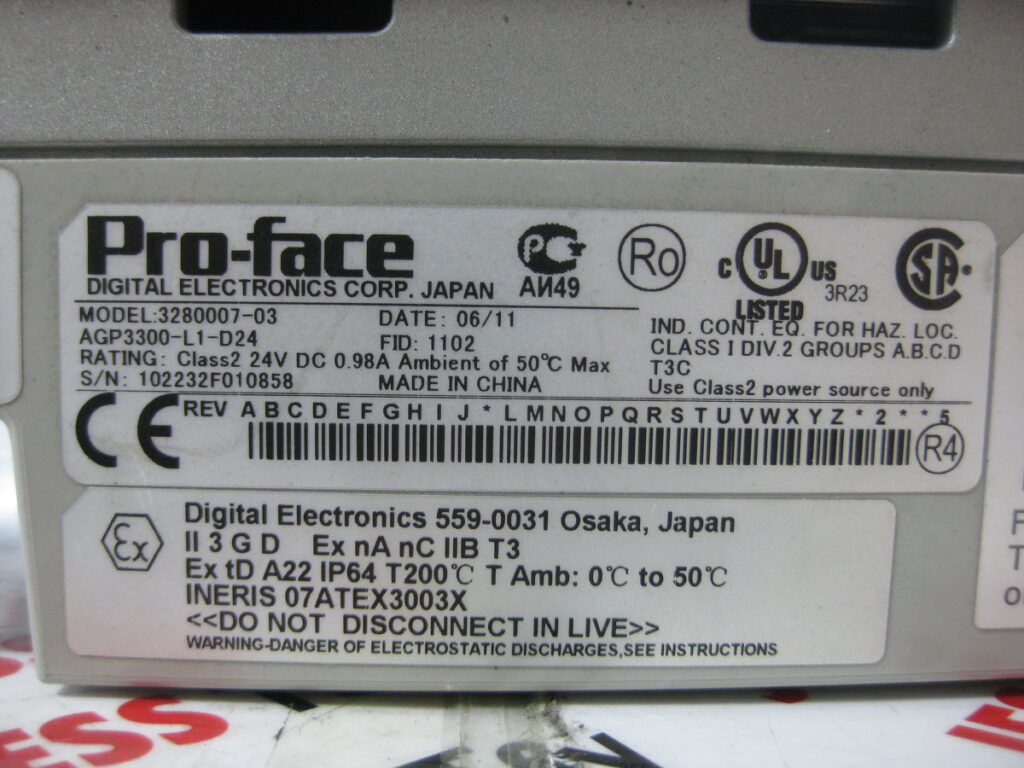 Pro-face
DIGITAL ELECTRONICS CORP. JAPAN
PC
АИ49
Ro
C UL US
LISTED
3R23
SA
MODEL:3280007-03
AGP3300-L1-D24
DATE: 06/11
FID: 1102
RATING: Class2 24V DC 0.98A Ambient of 50℃ Max
S/N: 102232F010858
MADE IN CHINA
IND. CONT. EQ. FOR HAZ. LOC.
CLASS I DIV.2 GROUPS A.B.C.D
T3C
Use Class2 power source only
CE
REV A B C D E F G H I J * L M N O P Q R S T U V W X Y Z * 2 * * 5
R4
Ex
Digital Electronics 559-0031 Osaka, Japan
II 3 G D Ex nA nC IIB T3
Ex tD A22 IP64 T200℃ T Amb: 0℃ to 50℃
INERIS 07ATEX3003X
<<DO NOT DISCONNECT IN LIVE>>
WARNING-DANGER OF ELECTROSTATIC DISCHARGES,SEE INSTRUCTIONS